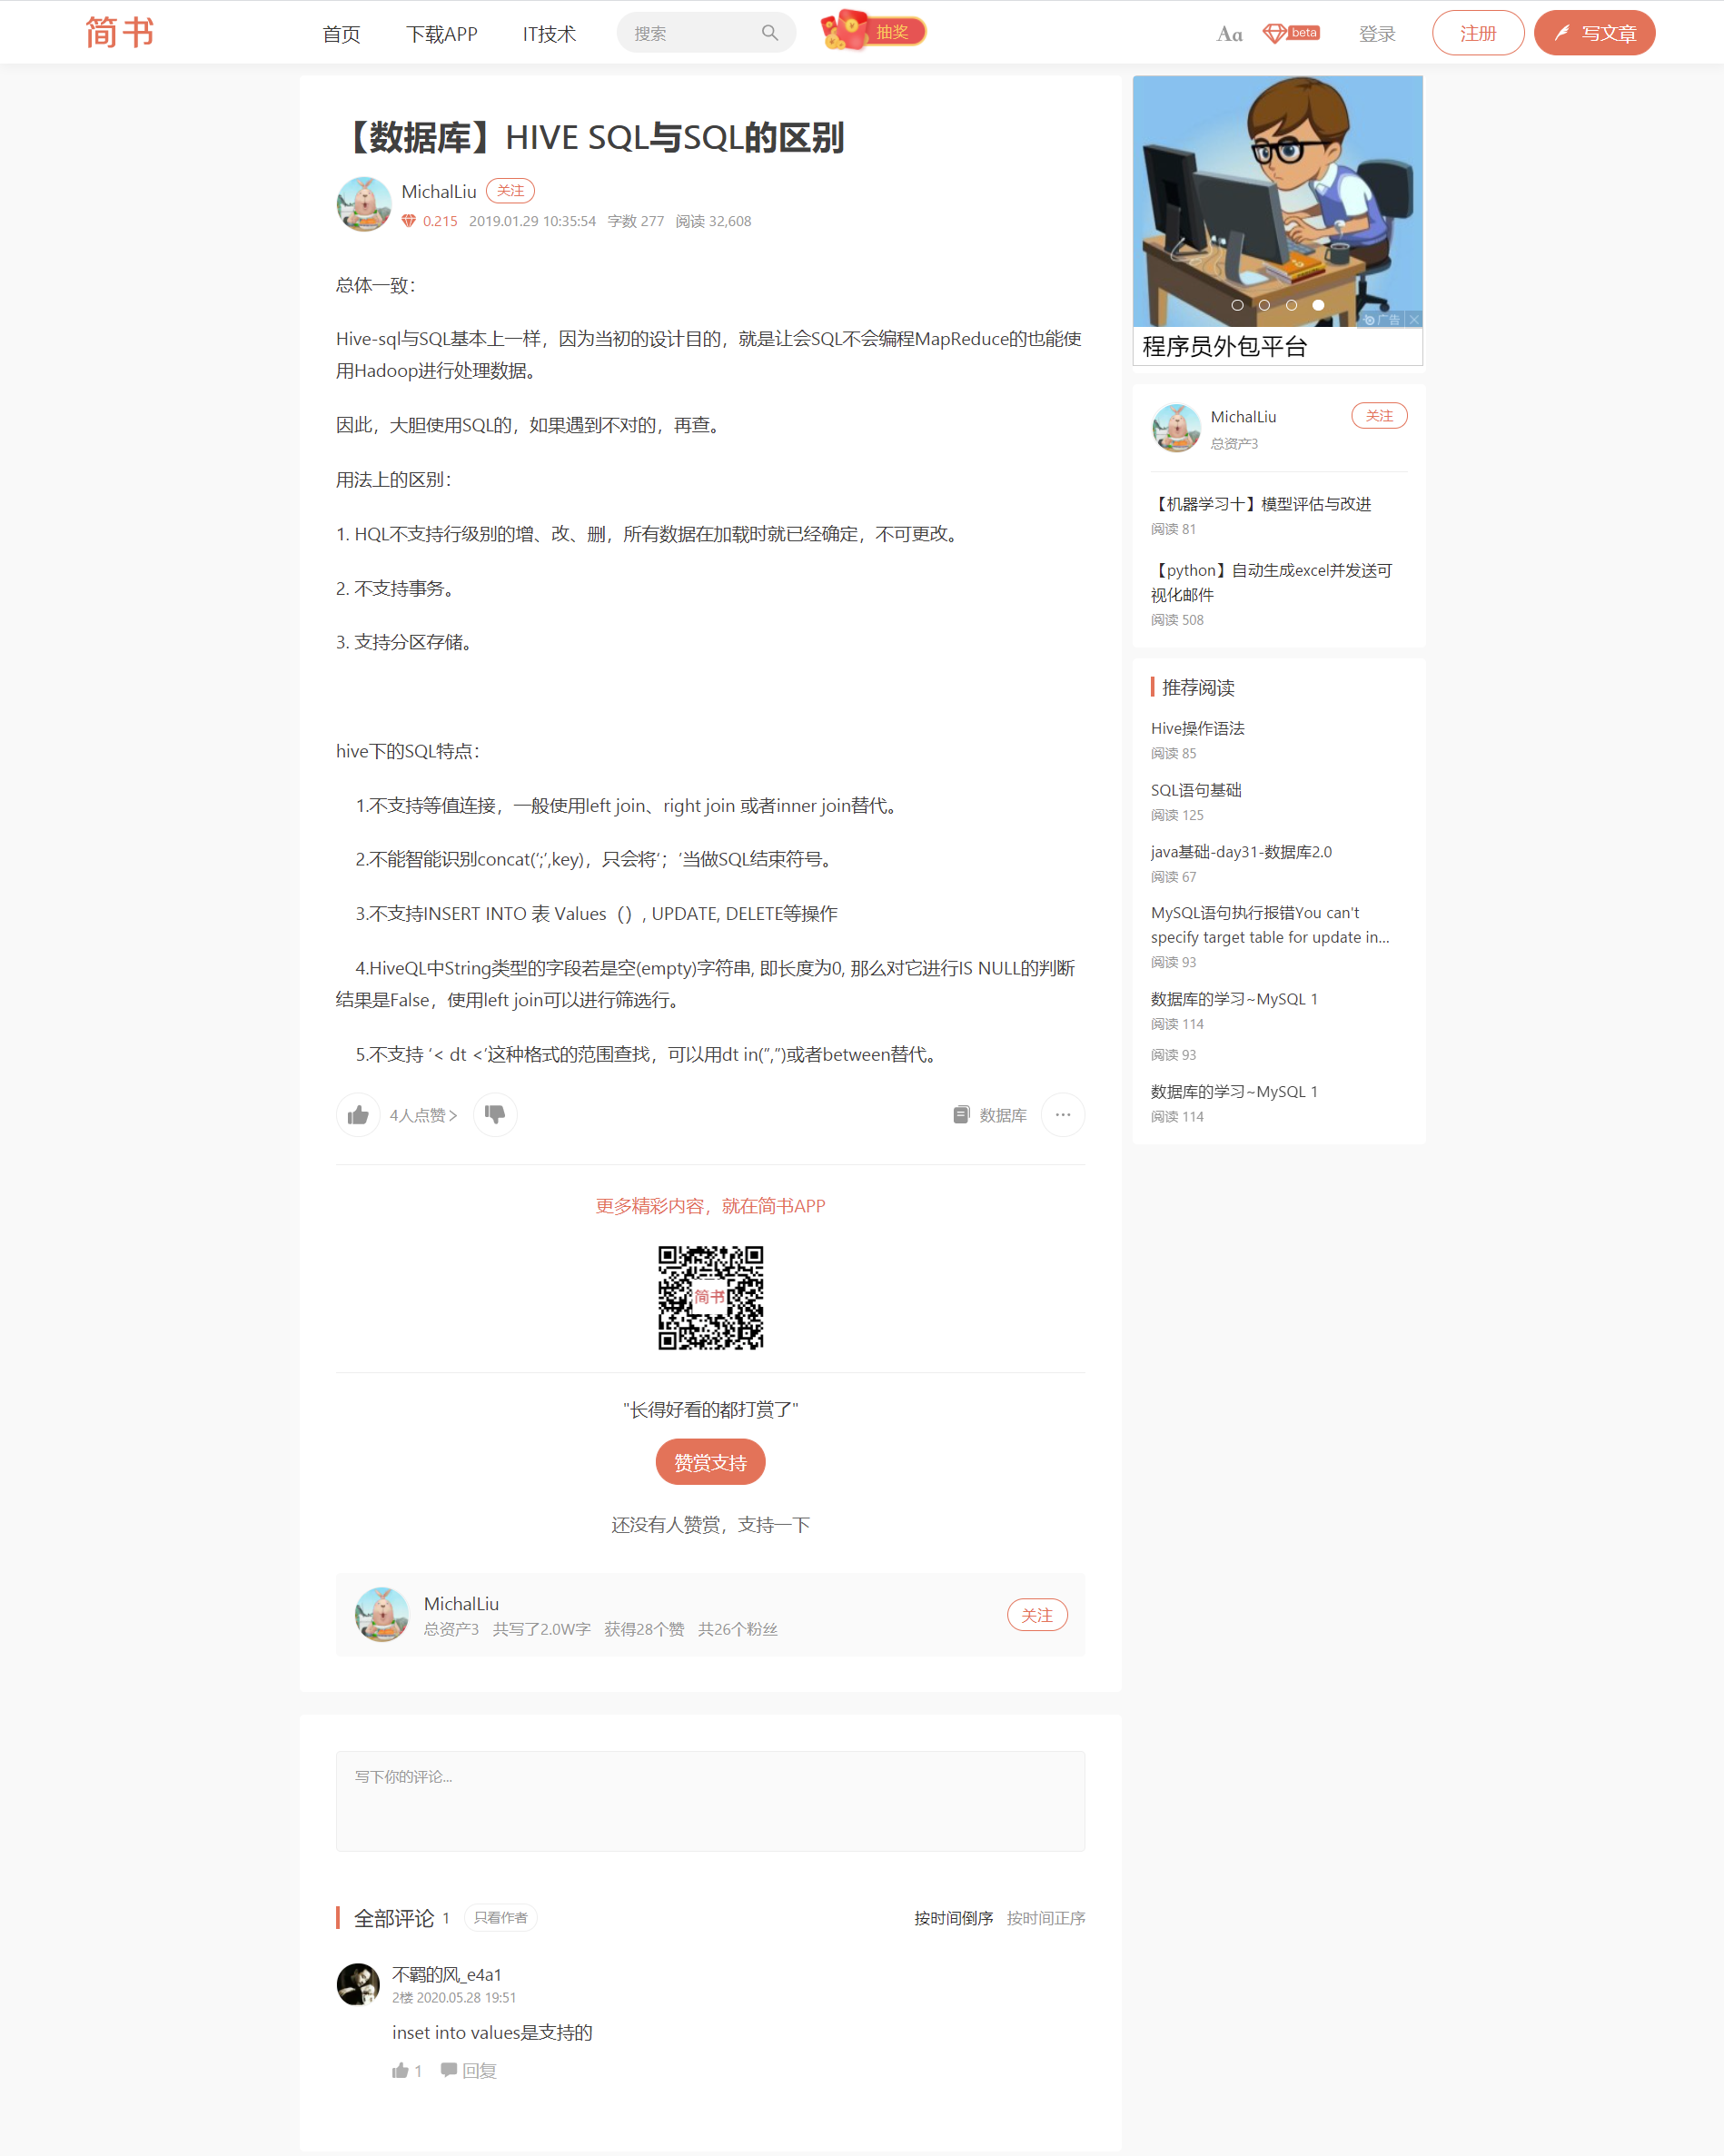 简书
首页 下载APP IT技术 搜索 抽奖 Aa beta 登录 注册 写文章
【数据库】HIVE SQL与SQL的区别
MichalLiu 关注
0.215 2019.01.29 10:35:54 字数 277 阅读 32,608
总体一致：
Hive-sql与SQL基本上一样，因为当初的设计目的，就是让会SQL不会编程MapReduce的也能使
用Hadoop进行处理数据。
因此，大胆使用SQL的，如果遇到不对的，再查。
用法上的区别：
1. HQL不支持行级别的增、改、删，所有数据在加载时就已经确定，不可更改。
2. 不支持事务。
3. 支持分区存储。
hive下的SQL特点：
1.不支持等值连接，一般使用left join、right join 或者inner join替代。
2.不能智能识别concat(‘;’,key)，只会将‘；’当做SQL结束符号。
3.不支持INSERT INTO 表 Values（）, UPDATE, DELETE等操作
4.HiveQL中String类型的字段若是空(empty)字符串, 即长度为0, 那么对它进行IS NULL的判断
结果是False，使用left join可以进行筛选行。
5.不支持 ‘< dt <’这种格式的范围查找，可以用dt in(”,”)或者between替代。
4人点赞 > 数据库 ...
更多精彩内容，就在简书APP
简书
"长得好看的都打赏了"
赞赏支持
还没有人赞赏，支持一下
MichalLiu
总资产3 共写了2.0W字 获得28个赞 共26个粉丝
关注
写下你的评论...
全部评论 1 只看作者 按时间倒序 按时间正序
不羁的风_e4a1
2楼 2020.05.28 19:51
inset into values是支持的
1 回复
广告
程序员外包平台
MichalLiu 关注
总资产3
【机器学习十】模型评估与改进
阅读 81
【python】自动生成excel并发送可
视化邮件
阅读 508
推荐阅读
Hive操作语法
阅读 85
SQL语句基础
阅读 125
java基础-day31-数据库2.0
阅读 67
MySQL语句执行报错You can't
specify target table for update in...
阅读 93
数据库的学习~MySQL 1
阅读 114
阅读 93
数据库的学习~MySQL 1
阅读 114